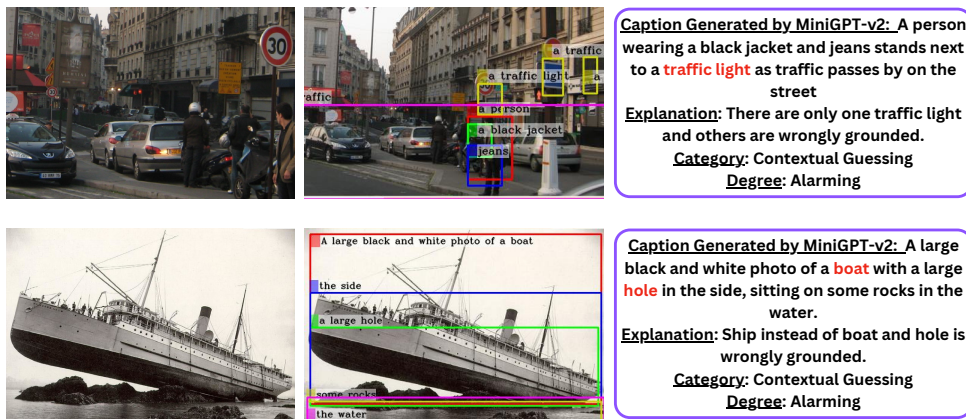 30
a traffic
a traffic light
a
raffic
a person
a black jacket
jeans
Caption Generated by MiniGPT-v2: A person
wearing a black jacket and jeans stands next
to a traffic light as traffic passes by on the
street
Explanation: There are only one traffic light
and others are wrongly grounded.
Category: Contextual Guessing
Degree: Alarming
A large black and white photo of a boat
the side
a large hole
some rocks
the water
Caption Generated by MiniGPT-v2: A large
black and white photo of a boat with a large
hole in the side, sitting on some rocks in the
water.
Explanation: Ship instead of boat and hole is
wrongly grounded.
Category: Contextual Guessing
Degree: Alarming